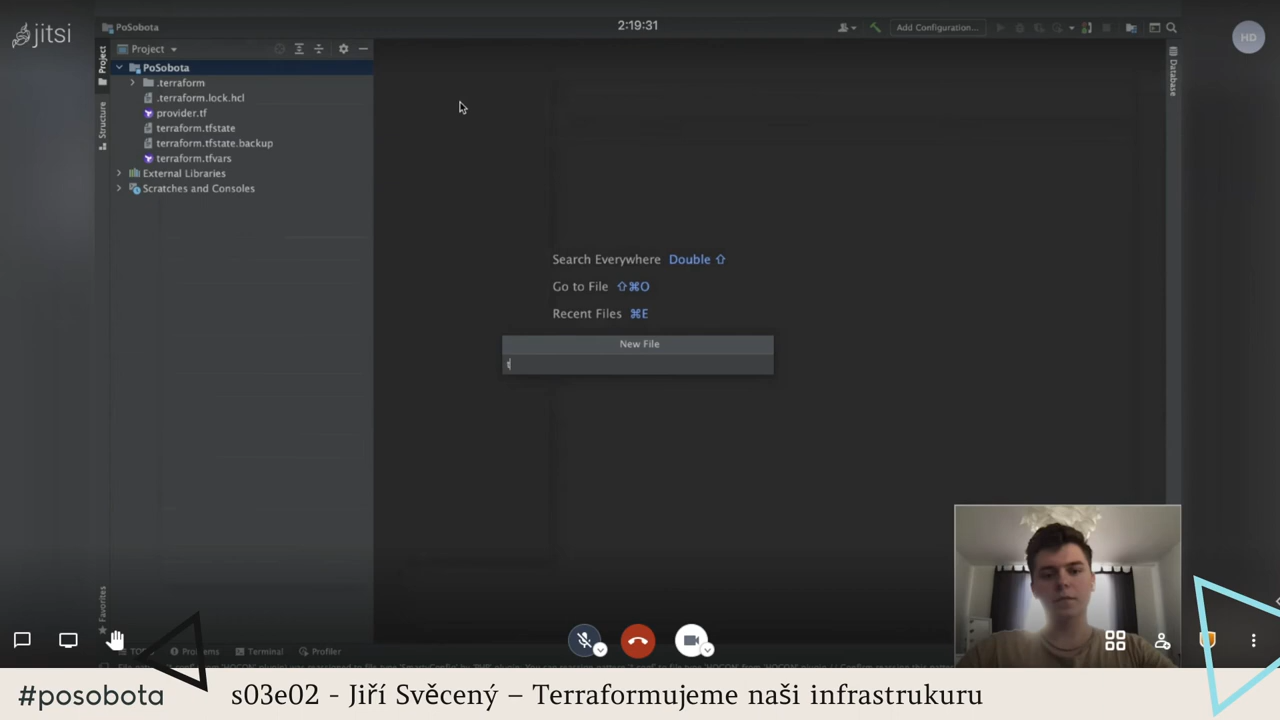 jitsi
PoSobota
2:19:31
Add Configuration...
HD
Project
Project
PoSobota
.terraform
.terraform.lock.hcl
provider.tf
terraform.tfstate
terraform.tfstate.backup
terraform.tfvars
External Libraries
Scratches and Consoles
Structure
Database
Search Everywhere Double ⇧
Go to File ⇧⌘O
Recent Files ⌘E
New File
t
Favorites
Problems
Terminal
Profiler
#posobota
s03e02 - Jiří Svěcený – Terraformujeme naši infrastrukuru